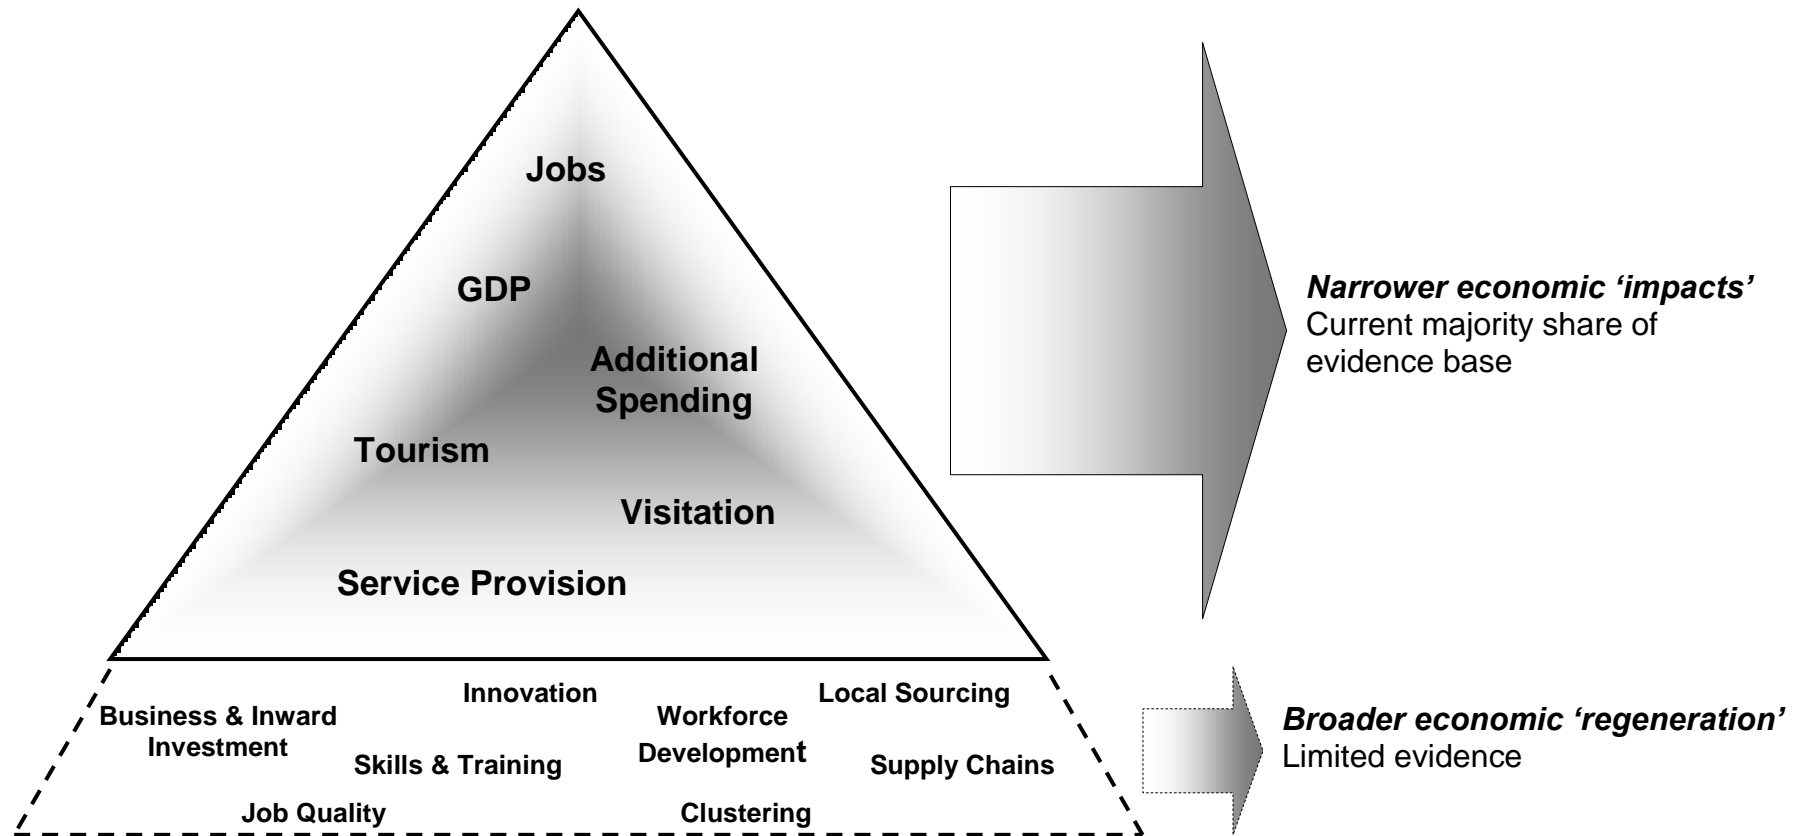 Jobs
GDP
Additional
Spending
Tourism
Visitation
Service Provision
Narrower economic ‘impacts’
Current majority share of
evidence base
Innovation
Local Sourcing
Business & Inward
Investment
Workforce
Development
Skills & Training
Supply Chains
Job Quality
Clustering
Broader economic ‘regeneration’
Limited evidence